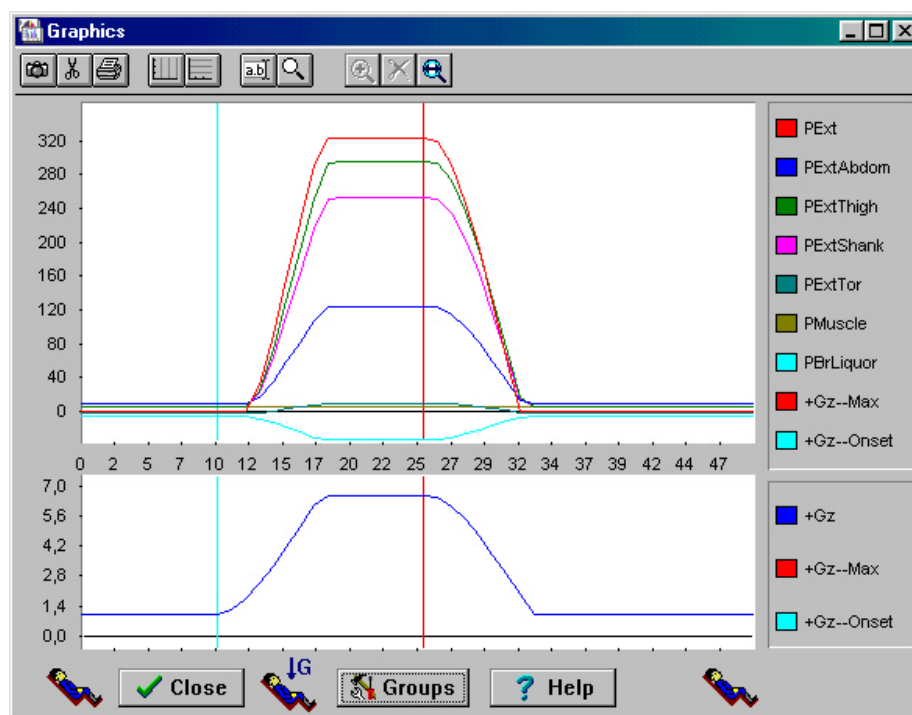 Graphics
a.b
320
280
240
200
160
120
80
40
0
0 2 5 7 10 12 15 17 20 22 25 27 29 32 34 37 39 42 44 47
PExt
PExtAbdom
PExtThigh
PExtShank
PExtTor
PMuscle
PBrLiquor
+Gz--Max
+Gz--Onset
7,0
5,6
4,2
2,8
1,4
0,0
+Gz
+Gz--Max
+Gz--Onset
Close
G
Groups
? Help